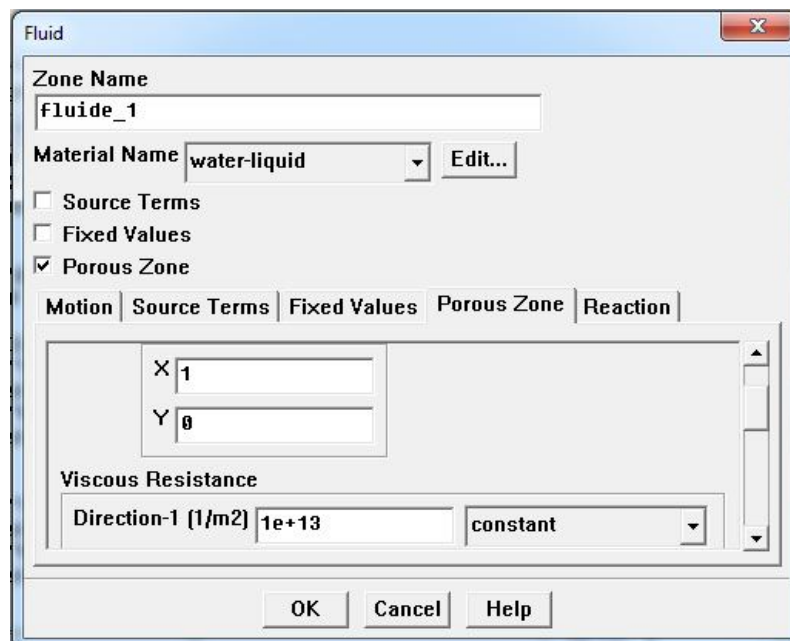 Fluid
Zone Name
fluide_1
Material Name water-liquid Edit...
Source Terms
Fixed Values
Porous Zone
Motion Source Terms Fixed Values Porous Zone Reaction
X 1
Y 0
Viscous Resistance
Direction-1 (1/m2) 1e+13 constant
OK Cancel Help